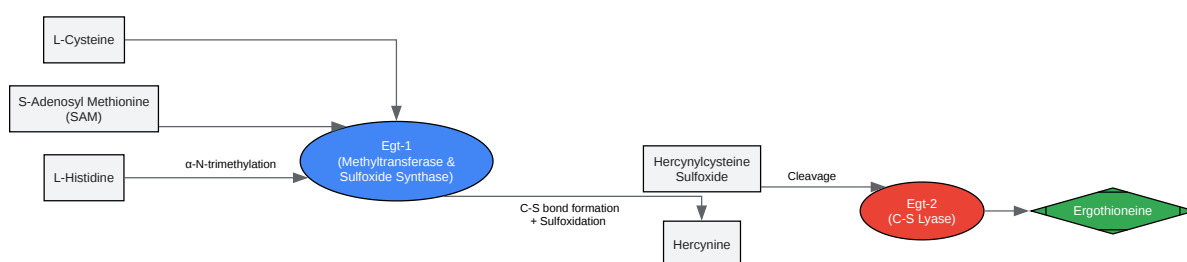 L-Cysteine
S-Adenosyl Methionine
(SAM)
L-Histidine
α-N-trimethylation
Egt-1
(Methyltransferase &
Sulfoxide Synthase)
C-S bond formation
+ Sulfoxidation
Hercynylcysteine
Sulfoxide
Hercynine
Cleavage
Egt-2
(C-S Lyase)
Ergothioneine